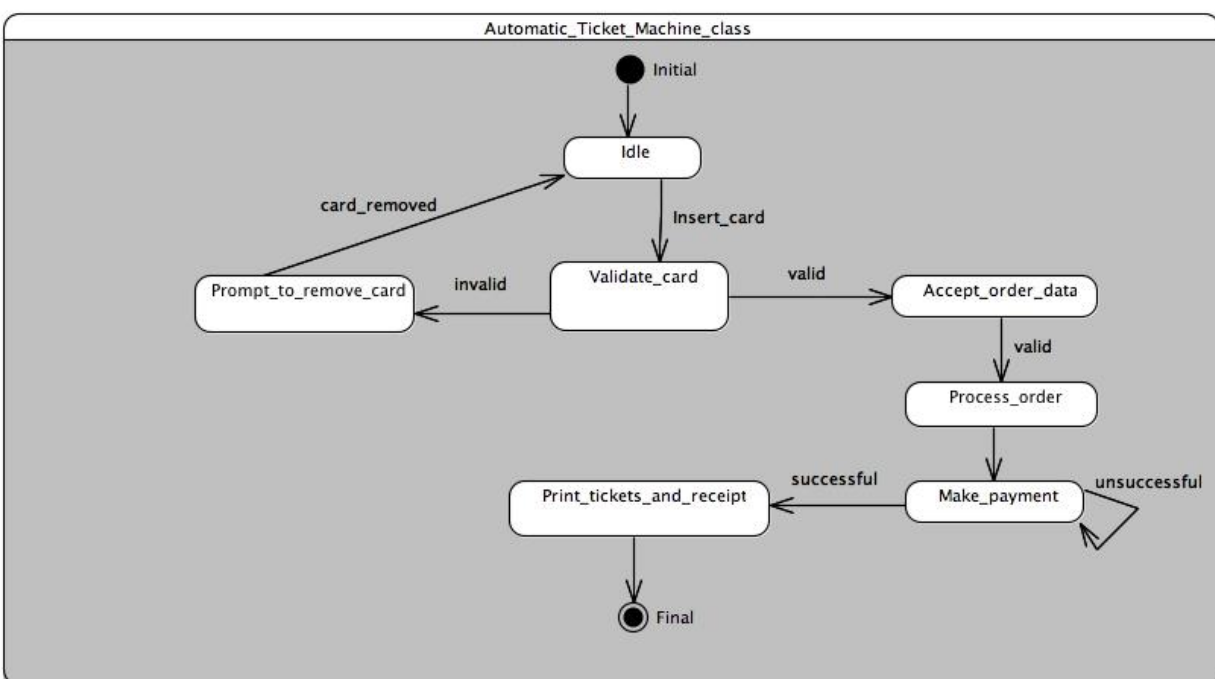 Automatic_Ticket_Machine_class
Initial
Idle
card_removed
Insert_card
Prompt_to_remove_card
invalid
Validate_card
valid
Accept_order_data
valid
Process_order
Print_tickets_and_receipt
successful
Make_payment
unsuccessful
Final